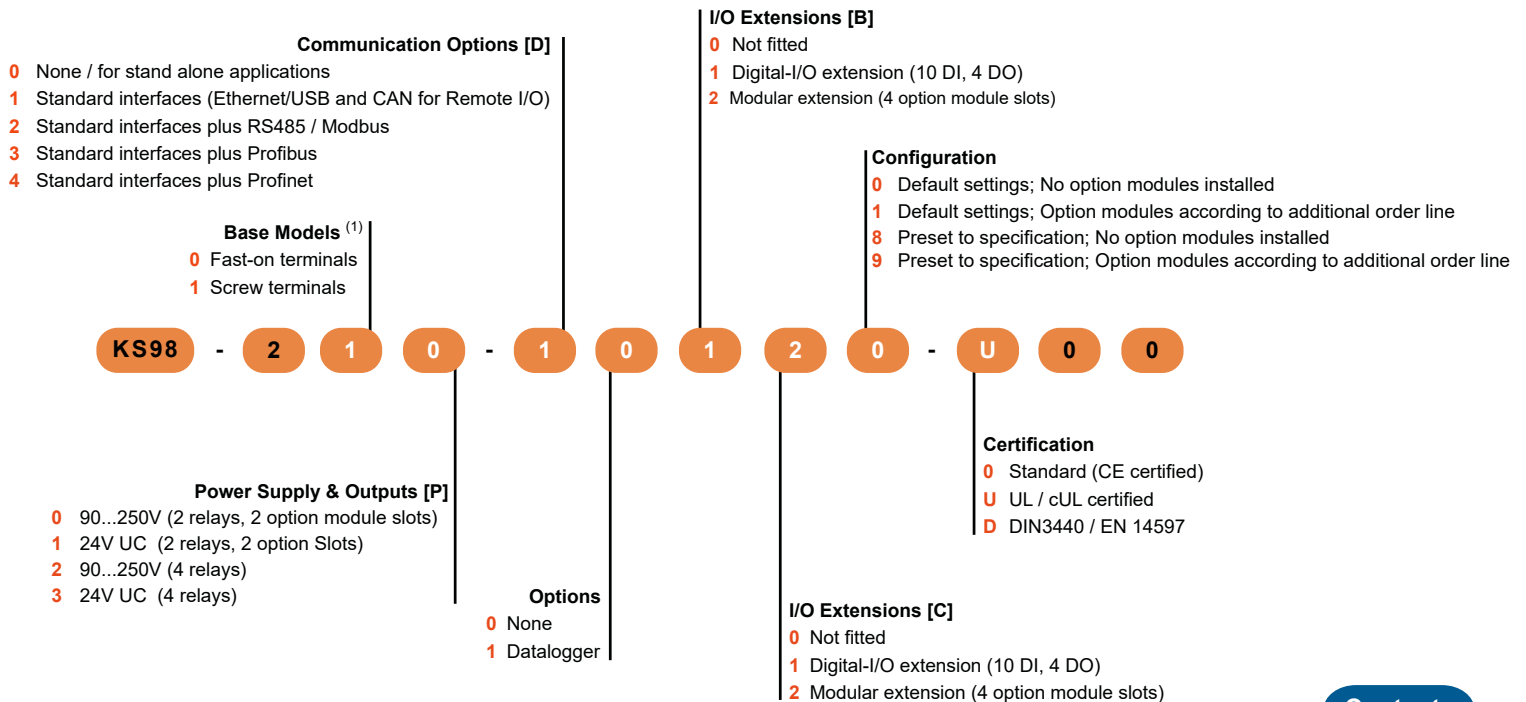 I/O Extensions [B]
0 Not fitted
1 Digital-I/O extension (10 DI, 4 DO)
2 Modular extension (4 option module slots)
Communication Options [D]
0 None / for stand alone applications
1 Standard interfaces (Ethernet/USB and CAN for Remote I/O)
2 Standard interfaces plus RS485 / Modbus
3 Standard interfaces plus Profibus
4 Standard interfaces plus Profinet
Configuration
0 Default settings; No option modules installed
1 Default settings; Option modules according to additional order line
8 Preset to specification; No option modules installed
9 Preset to specification; Option modules according to additional order line
Base Models (1)
0 Fast-on terminals
1 Screw terminals
KS98 - 2 1 0 - 1 0 1 2 0 - U 0 0
Certification
0 Standard (CE certified)
U UL / cUL certified
D DIN3440 / EN 14597
Power Supply & Outputs [P]
0 90...250V (2 relays, 2 option module slots)
1 24V UC (2 relays, 2 option Slots)
2 90...250V (4 relays)
3 24V UC (4 relays)
Options
0 None
1 Datalogger
I/O Extensions [C]
0 Not fitted
1 Digital-I/O extension (10 DI, 4 DO)
2 Modular extension (4 option module slots)